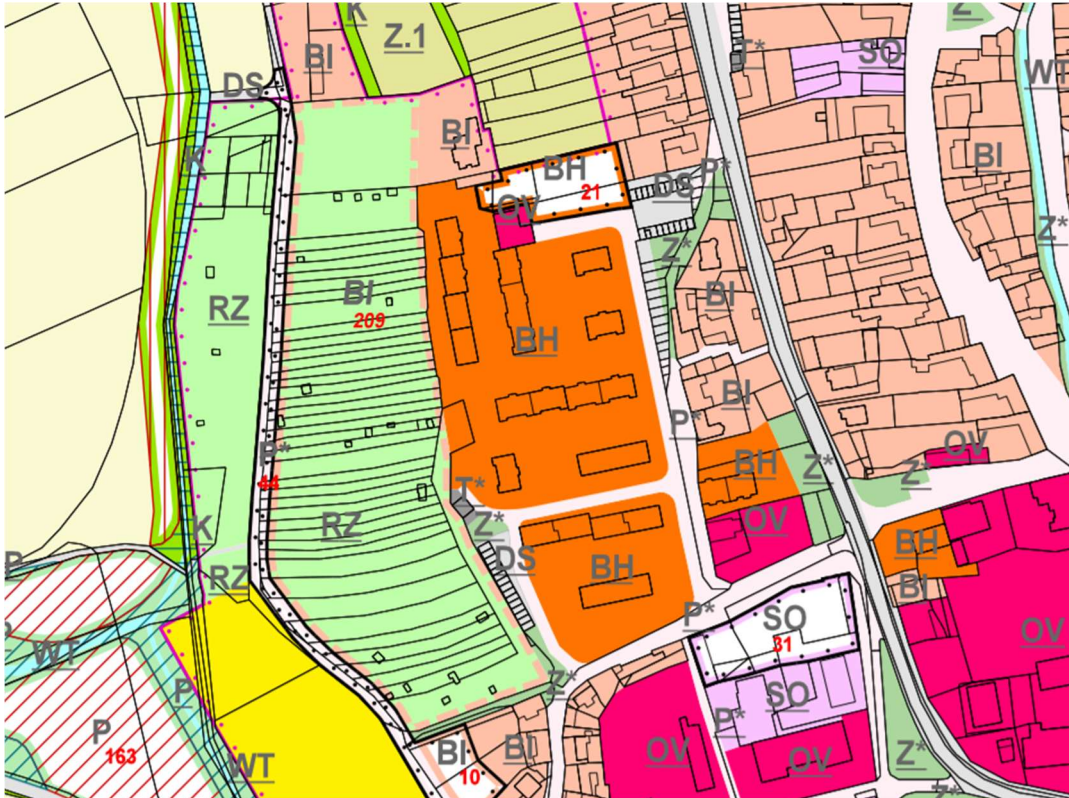 K
Z.1
BI
DS
T*
SO
Z
WT
K
BI
BH
21
OV
DS
P*
BI
Z*
Z*
RZ
BI
209
BH
BI
P*
44
P*
BI
OV
BH
Z*
Z*
T*
Z*
RZ
OV
K
DS
BH
BH
BI
P
RZ
P*
SO
31
OV
WT
P
Z*
SO
P
163
WT
BI
10
BI
OV
P*
OV
Z*
Z*